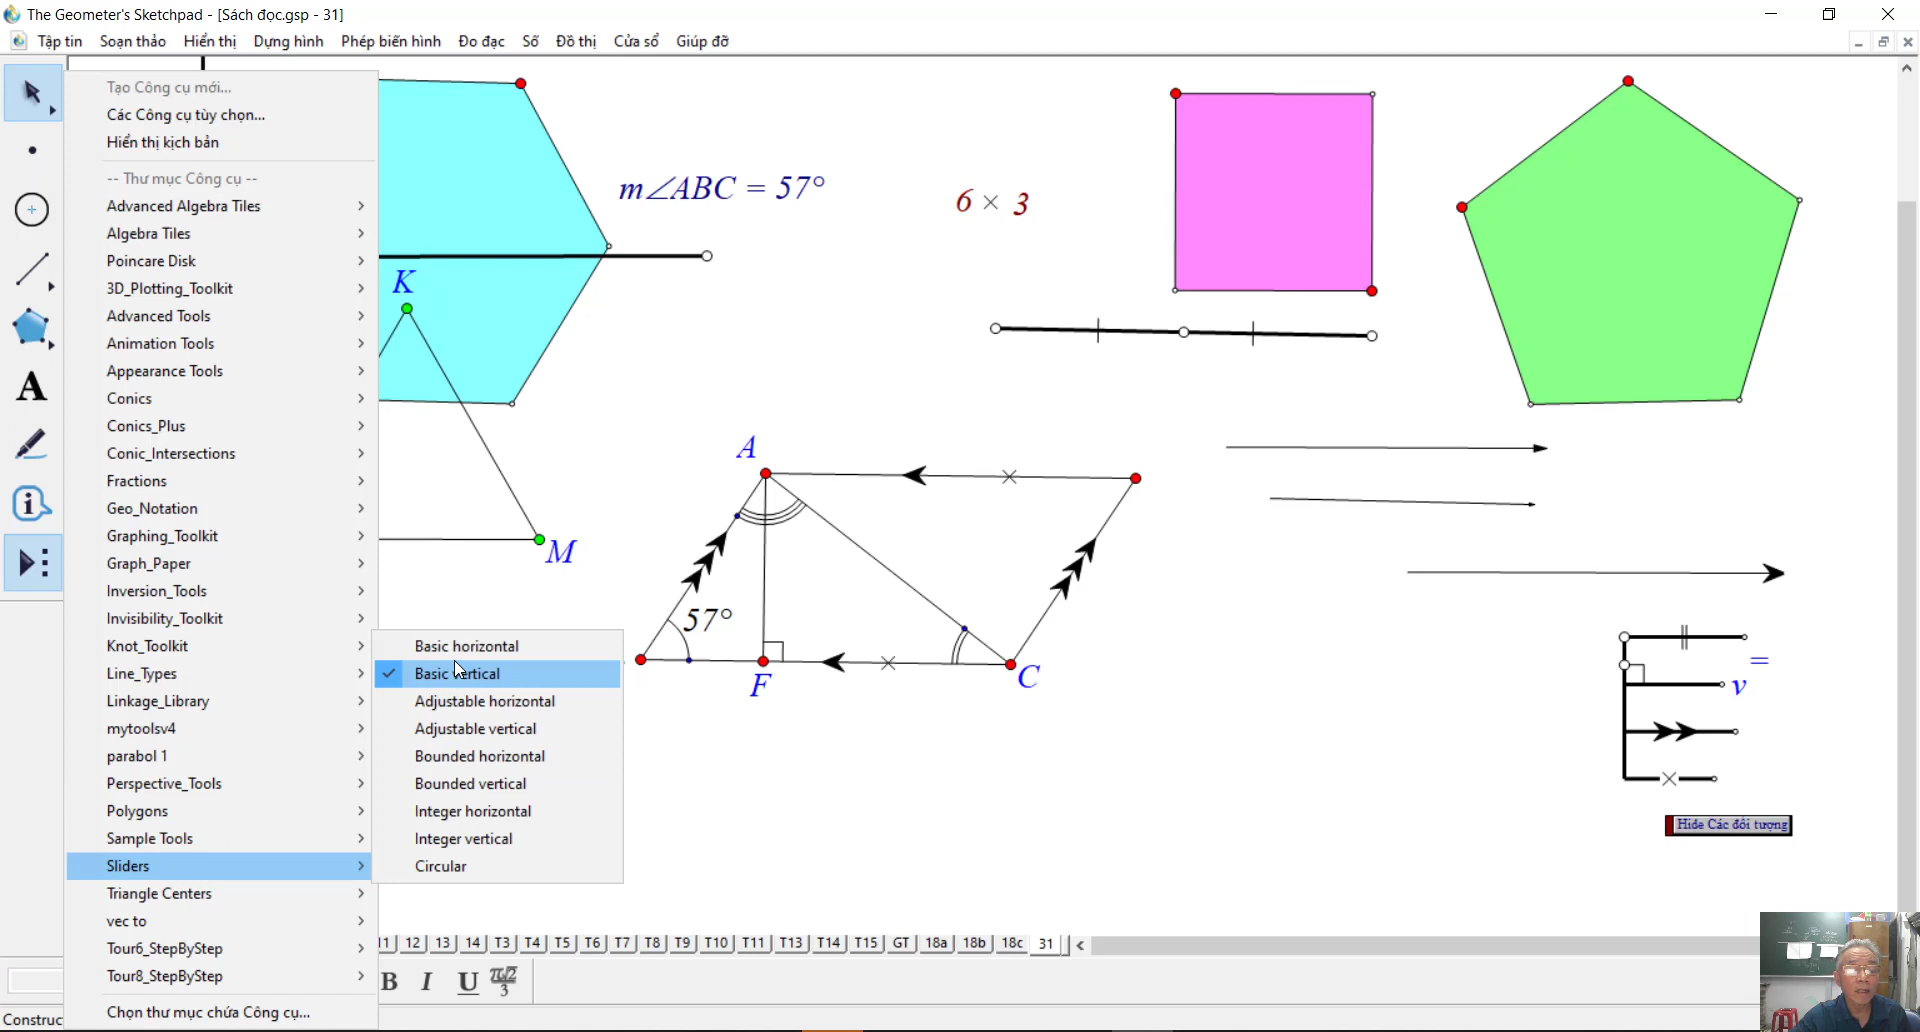 The Geometer's Sketchpad - [Sách đọc.gsp - 31]
Tập tin Soạn thảo Hiển thị Dựng hình Phép biến hình Đo đạc Số Đồ thị Cửa sổ Giúp đỡ
Tạo Công cụ mới...
Các Công cụ tùy chọn...
Hiển thị kịch bản
-- Thư mục Công cụ --
Advanced Algebra Tiles
Algebra Tiles
Poincare Disk
3D_Plotting_Toolkit
Advanced Tools
Animation Tools
Appearance Tools
Conics
Conics_Plus
Conic_Intersections
Fractions
Geo_Notation
Graphing_Toolkit
Graph_Paper
Inversion_Tools
Invisibility_Toolkit
Knot_Toolkit
Line_Types
Linkage_Library
mytoolsv4
parabol 1
Perspective_Tools
Polygons
Sample Tools
Sliders
Triangle Centers
vec to
Tour6_StepByStep
Tour8_StepByStep
Chọn thư mục chứa Công cụ...
Basic horizontal
Basic vertical
Adjustable horizontal
Adjustable vertical
Bounded horizontal
Bounded vertical
Integer horizontal
Integer vertical
Circular
m∠ABC = 57°
6 × 3
K
M
A
57°
F
C
=
v
Hide Các đối tượng
12 13 14 T3 T4 T5 T6 T7 T8 T9 T10 T11 T13 T14 T15 GT 18a 18b 18c 31
A
B I U
Construc